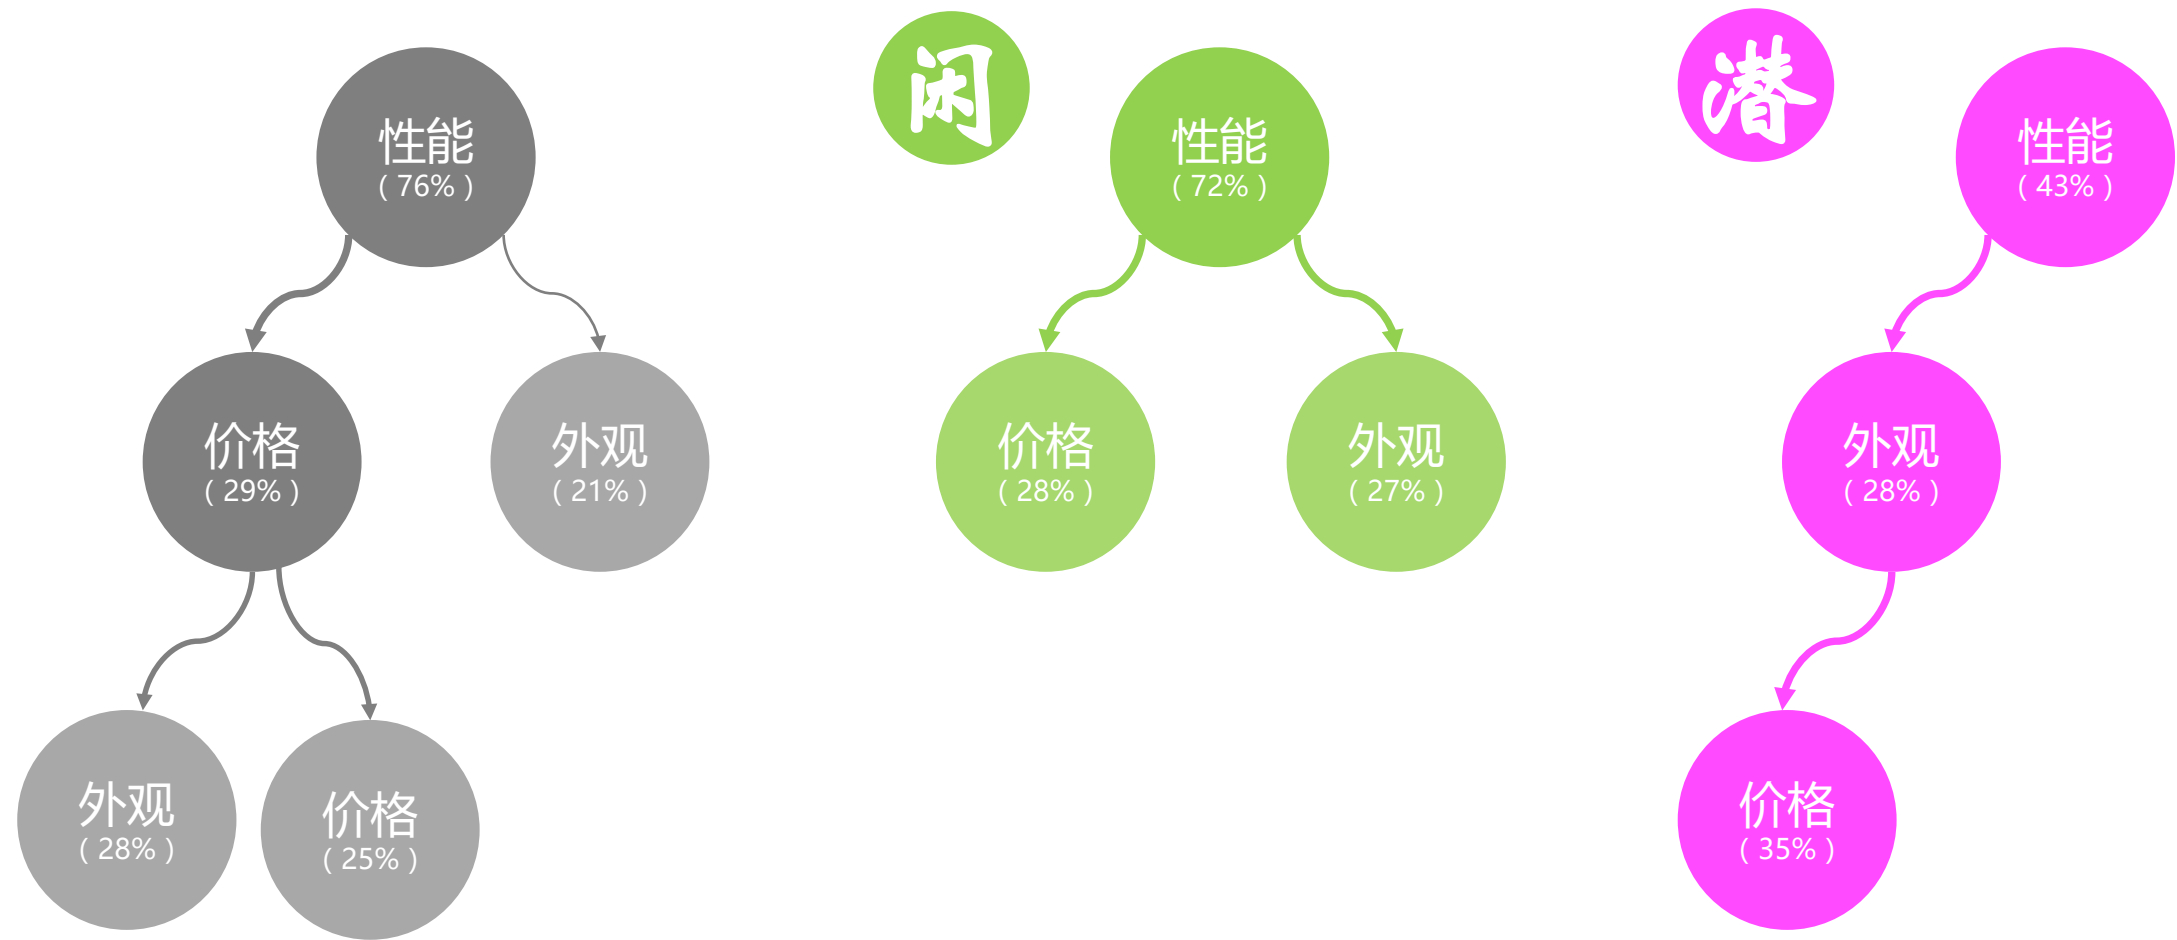 性能
（76%）
价格
（29%）
外观
（21%）
外观
（28%）
价格
（25%）
闲
性能
（72%）
价格
（28%）
外观
（27%）
潜
性能
（43%）
外观
（28%）
价格
（35%）